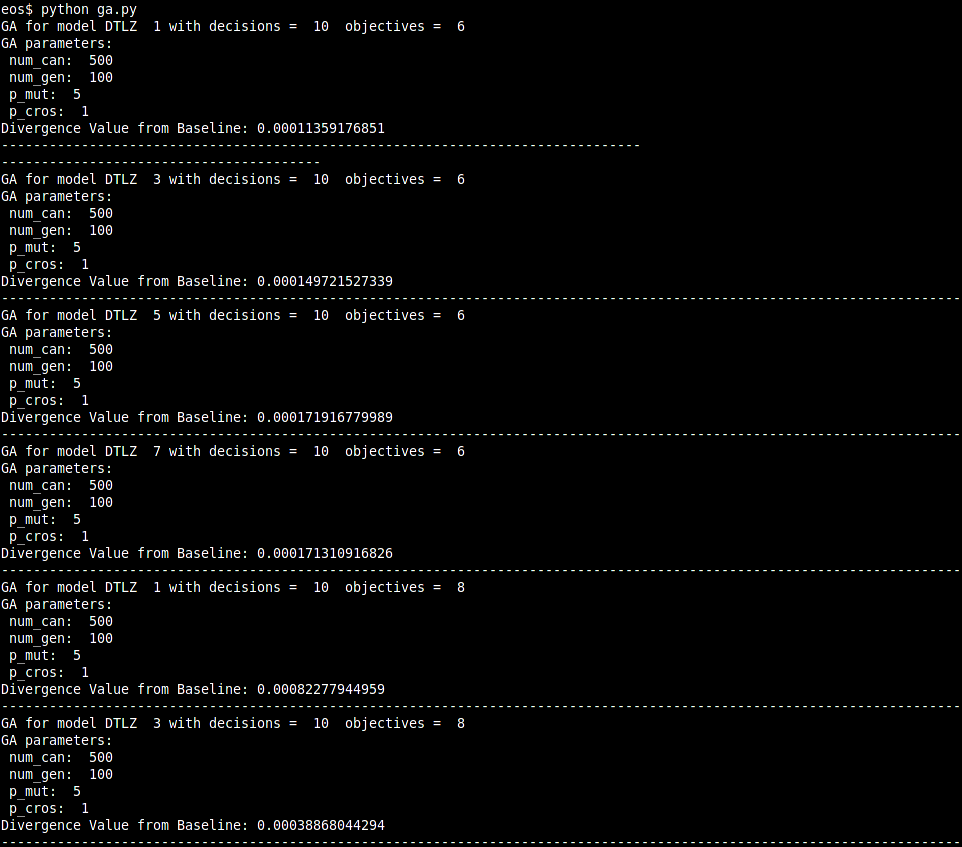 eos$ python ga.py
GA for model DTLZ  1 with decisions =  10  objectives =  6
GA parameters:
 num_can:  500
 num_gen:  100
 p_mut:  5
 p_cros:  1
Divergence Value from Baseline: 0.00011359176851
--------------------------------------------------------------------------------
----------------------------------------
GA for model DTLZ  3 with decisions =  10  objectives =  6
GA parameters:
 num_can:  500
 num_gen:  100
 p_mut:  5
 p_cros:  1
Divergence Value from Baseline: 0.000149721527339
------------------------------------------------------------------------------------------------------------------------
GA for model DTLZ  5 with decisions =  10  objectives =  6
GA parameters:
 num_can:  500
 num_gen:  100
 p_mut:  5
 p_cros:  1
Divergence Value from Baseline: 0.000171916779989
------------------------------------------------------------------------------------------------------------------------
GA for model DTLZ  7 with decisions =  10  objectives =  6
GA parameters:
 num_can:  500
 num_gen:  100
 p_mut:  5
 p_cros:  1
Divergence Value from Baseline: 0.000171310916826
------------------------------------------------------------------------------------------------------------------------
GA for model DTLZ  1 with decisions =  10  objectives =  8
GA parameters:
 num_can:  500
 num_gen:  100
 p_mut:  5
 p_cros:  1
Divergence Value from Baseline: 0.00082277944959
------------------------------------------------------------------------------------------------------------------------
GA for model DTLZ  3 with decisions =  10  objectives =  8
GA parameters:
 num_can:  500
 num_gen:  100
 p_mut:  5
 p_cros:  1
Divergence Value from Baseline: 0.00038868044294
------------------------------------------------------------------------------------------------------------------------